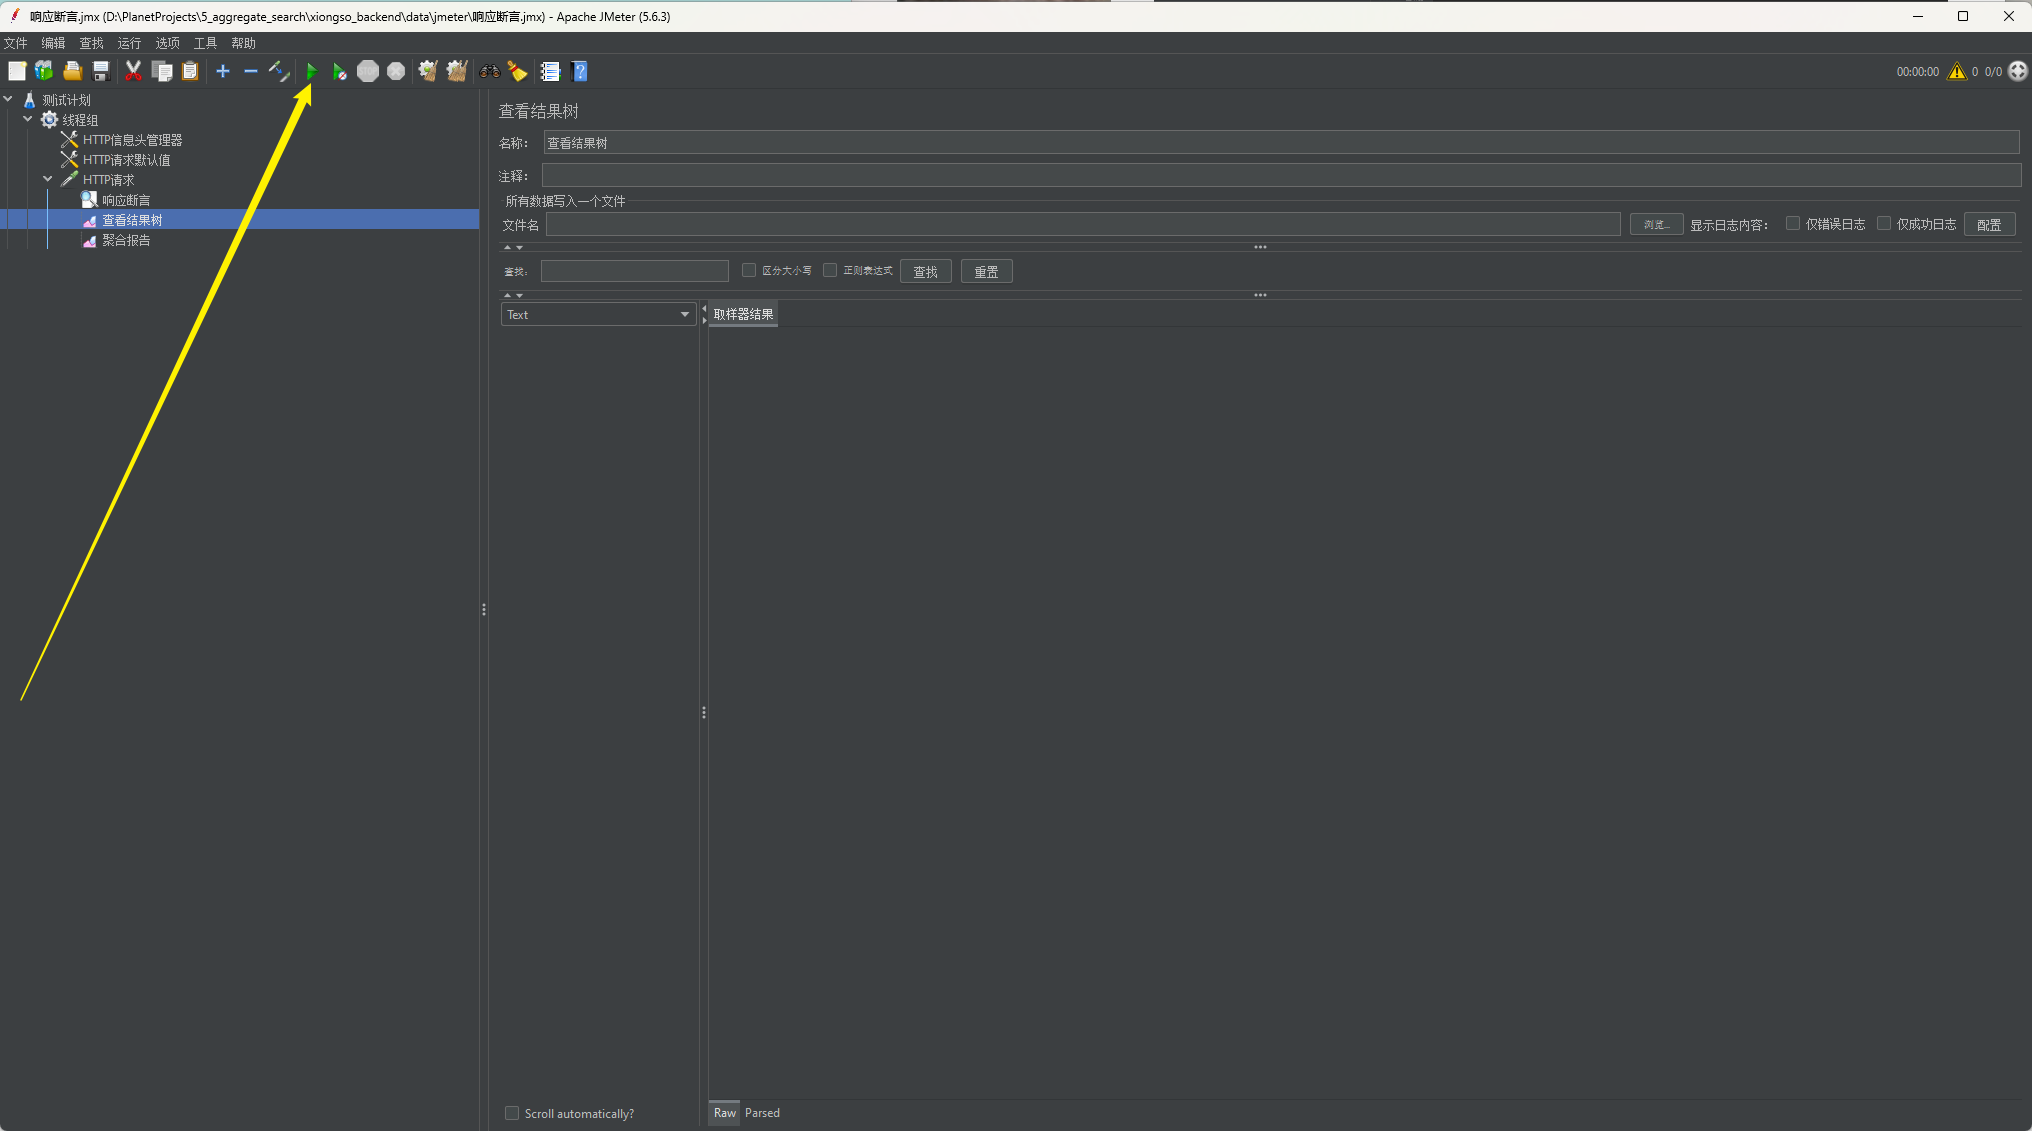 响应断言.jmx (D:\PlanetProjects\5_aggregate_search\xiongso_backend\data\jmeter\响应断言.jmx) - Apache JMeter (5.6.3)
文件 编辑 查找 运行 选项 工具 帮助
00:00:00 0 0/0
测试计划
线程组
HTTP信息头管理器
HTTP请求默认值
HTTP请求
响应断言
查看结果树
聚合报告
查看结果树
名称: 查看结果树
注释:
所有数据写入一个文件
文件名 浏览... 显示日志内容: 仅错误日志 仅成功日志 配置
查找: 区分大小写 正则表达式 查找 重置
Text 取样器结果
Scroll automatically? Raw Parsed